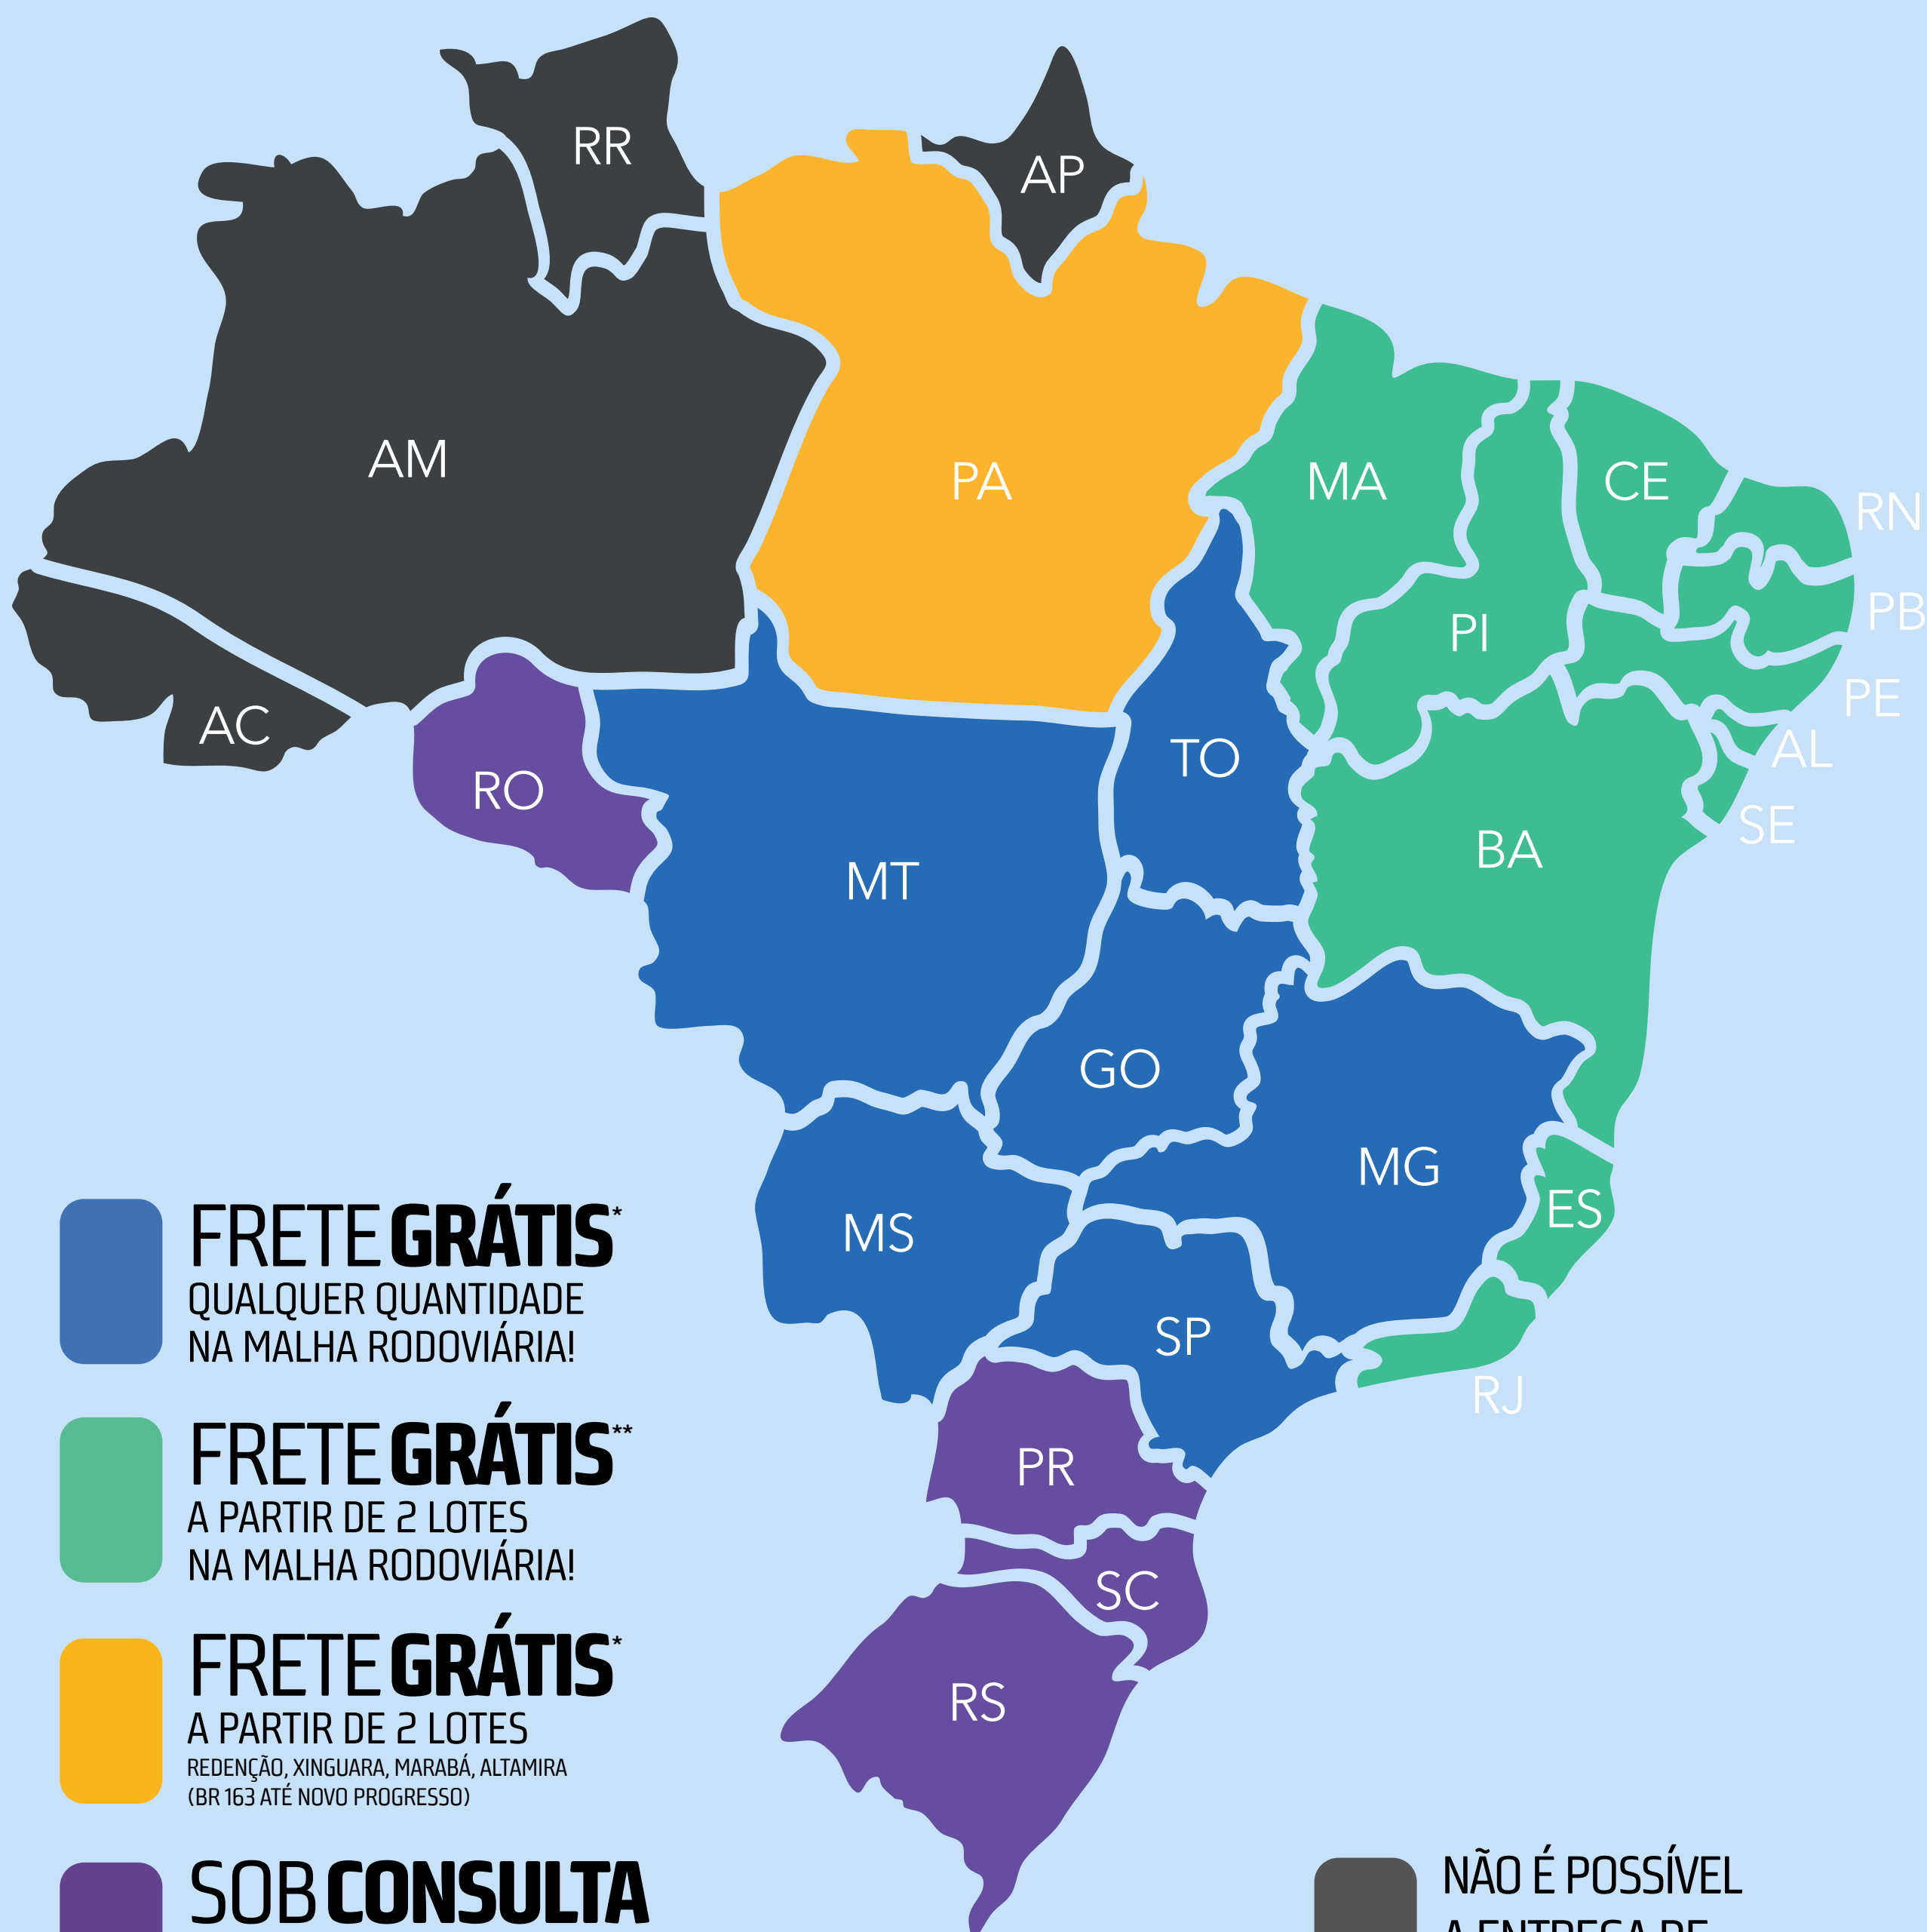 RR
AP
AM
PA
MA
CE
RN
PI
PB
PE
AC
TO
AL
RO
SE
BA
MT
GO
MG
ES
MS
SP
RJ
PR
SC
RS
FRETE GRÁTIS*
QUALQUER QUANTIDADE
NA MALHA RODOVIÁRIA!
FRETE GRÁTIS**
A PARTIR DE 2 LOTES
NA MALHA RODOVIÁRIA!
FRETE GRÁTIS*
A PARTIR DE 2 LOTES
REDENÇÃO, XINGUARA, MARABÁ, ALTAMIRA
(BR 163 ATÉ NOVO PROGRESSO)
SOB CONSULTA
NÃO É POSSÍVEL
A ENTREGA DE